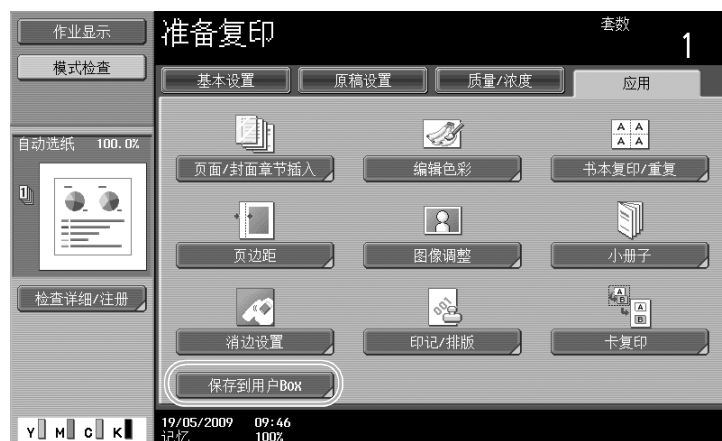 作业显示
模式检查
准备复印
套数
1
基本设置
原稿设置
质量/浓度
应用
自动选纸 100.0%
1
页面/封面章节插入
编辑色彩
A A
A A
书本复印/重复
页边距
图像调整
小册子
检查详细/注册
消边设置
001
印记/排版
A
B
A
B
卡复印
保存到用户Box
Y M C K
19/05/2009 09:46
记忆 100%